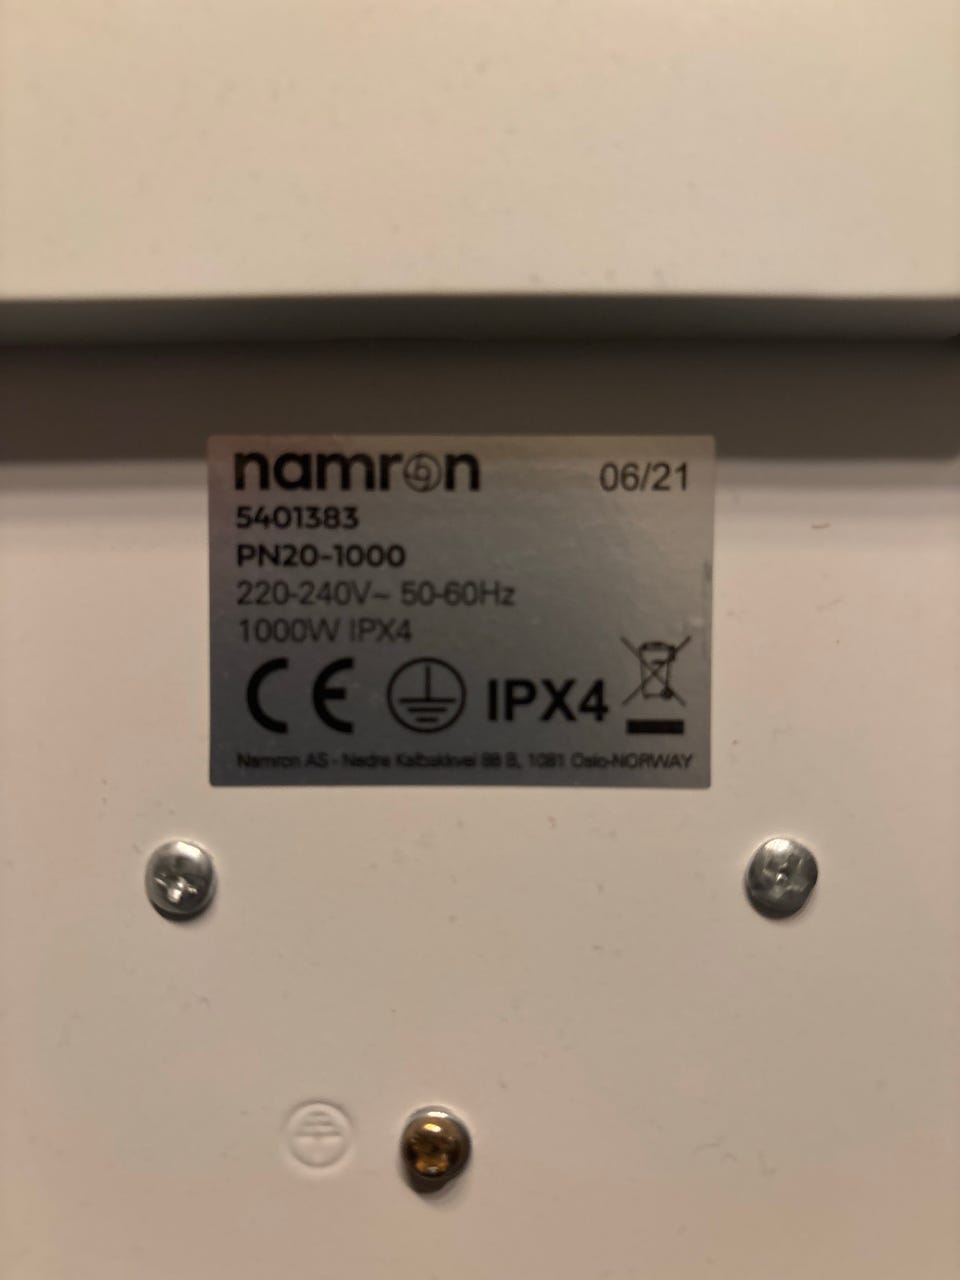 namron 06/21
5401383
PN20-1000
220-240V~ 50-60Hz
1000W IPX4
CE IPX4
Namron AS - Nedre Kalbakkvei 88 B, 1081 Oslo-NORWAY